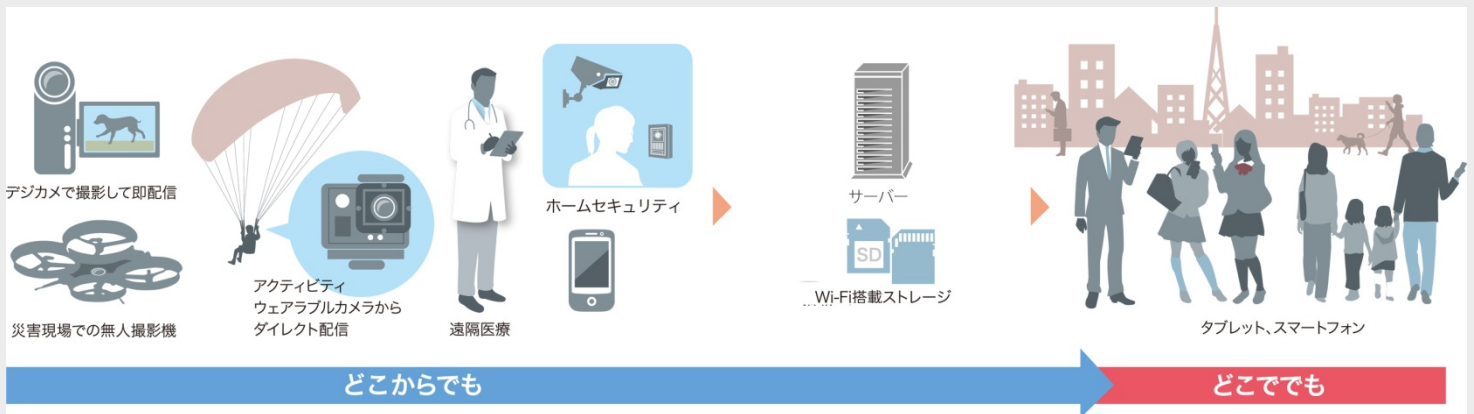 デジカメで撮影して即配信
災害現場での無人撮影機
アクティビティ
ウェアラブルカメラから
ダイレクト配信
遠隔医療
ホームセキュリティ
サーバー
SD
Wi-Fi搭載ストレージ
タブレット、スマートフォン
どこからでも
どこででも